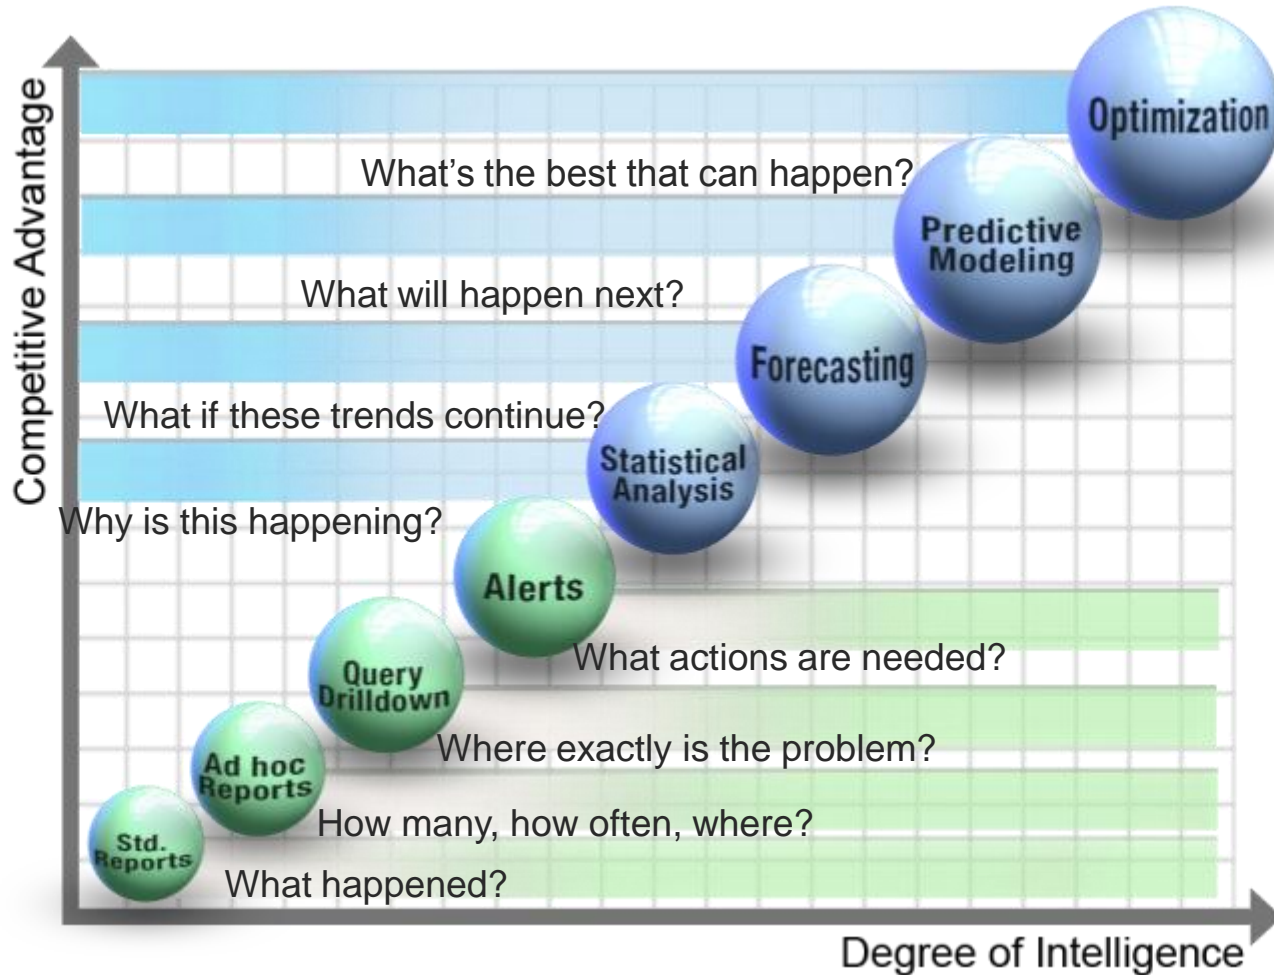 Competitive Advantage
Optimization
What's the best that can happen?
Predictive
Modeling
What will happen next?
Forecasting
What if these trends continue?
Statistical
Analysis
Why is this happening?
Alerts
What actions are needed?
Query
Drilldown
Where exactly is the problem?
Ad hoc
Reports
How many, how often, where?
Std.
Reports
What happened?
Degree of Intelligence